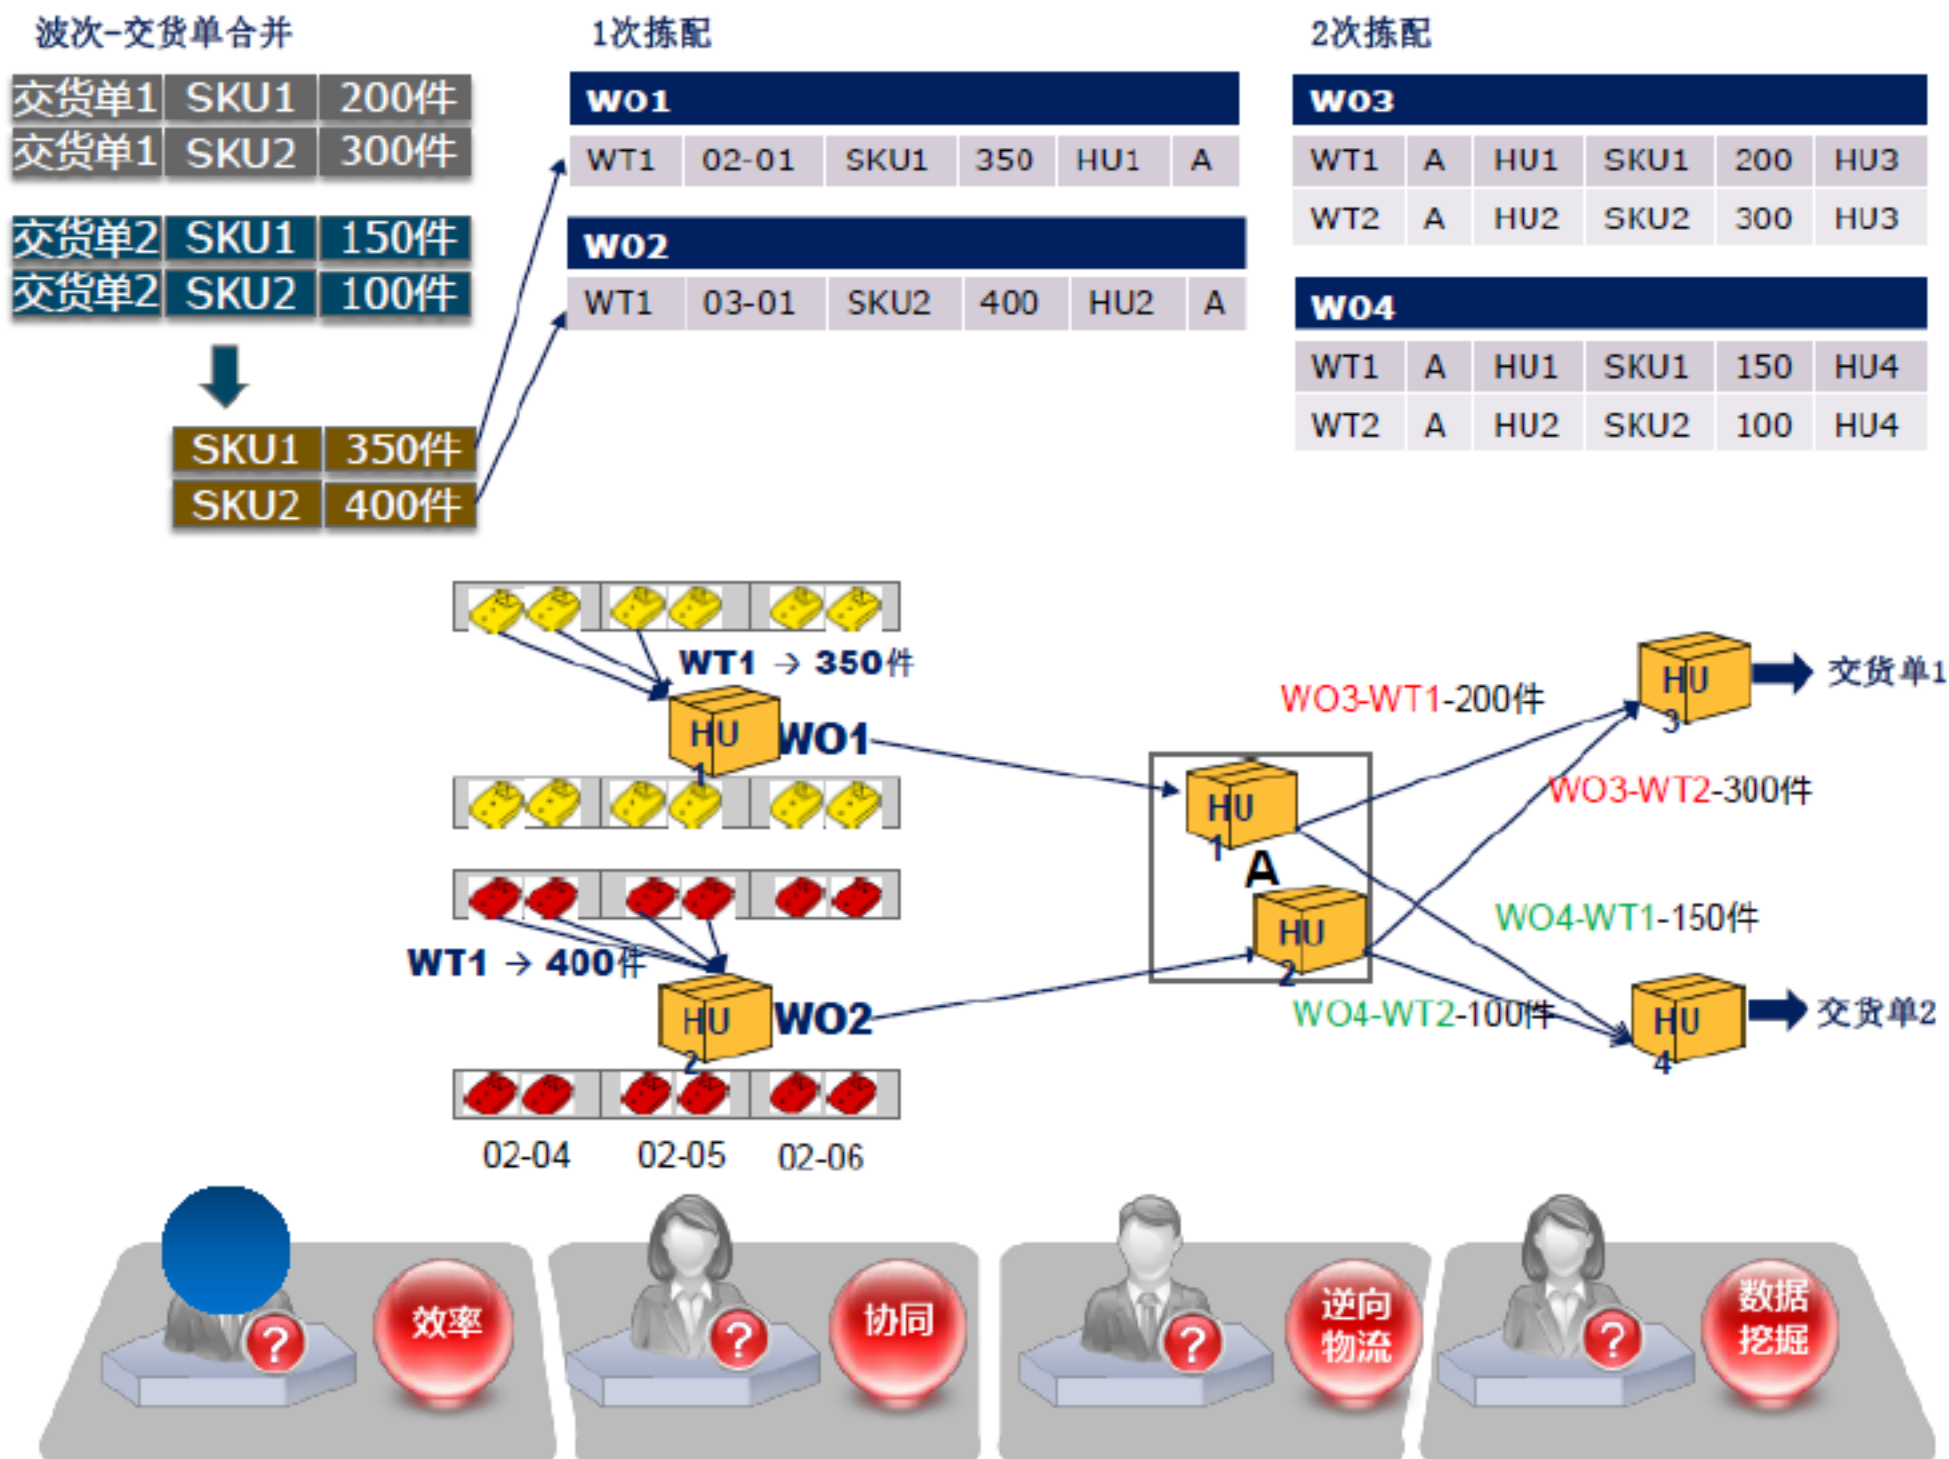 波次-交货单合并
交货单1 SKU1 200件
交货单1 SKU2 300件
交货单2 SKU1 150件
交货单2 SKU2 100件
SKU1 350件
SKU2 400件
1次拣配
WO1
WT1 02-01 SKU1 350 HU1 A
WO2
WT1 03-01 SKU2 400 HU2 A
2次拣配
WO3
WT1 A HU1 SKU1 200 HU3
WT2 A HU2 SKU2 300 HU3
WO4
WT1 A HU1 SKU1 150 HU4
WT2 A HU2 SKU2 100 HU4
WT1 → 350件
HU
1
WO1
WT1 → 400件
HU
2
WO2
02-04 02-05 02-06
HU
1
A
HU
2
WO3-WT1-200件
WO3-WT2-300件
WO4-WT1-150件
WO4-WT2-100件
HU
3
交货单1
HU
4
交货单2
?
效率
?
协同
?
逆向
物流
?
数据
挖掘